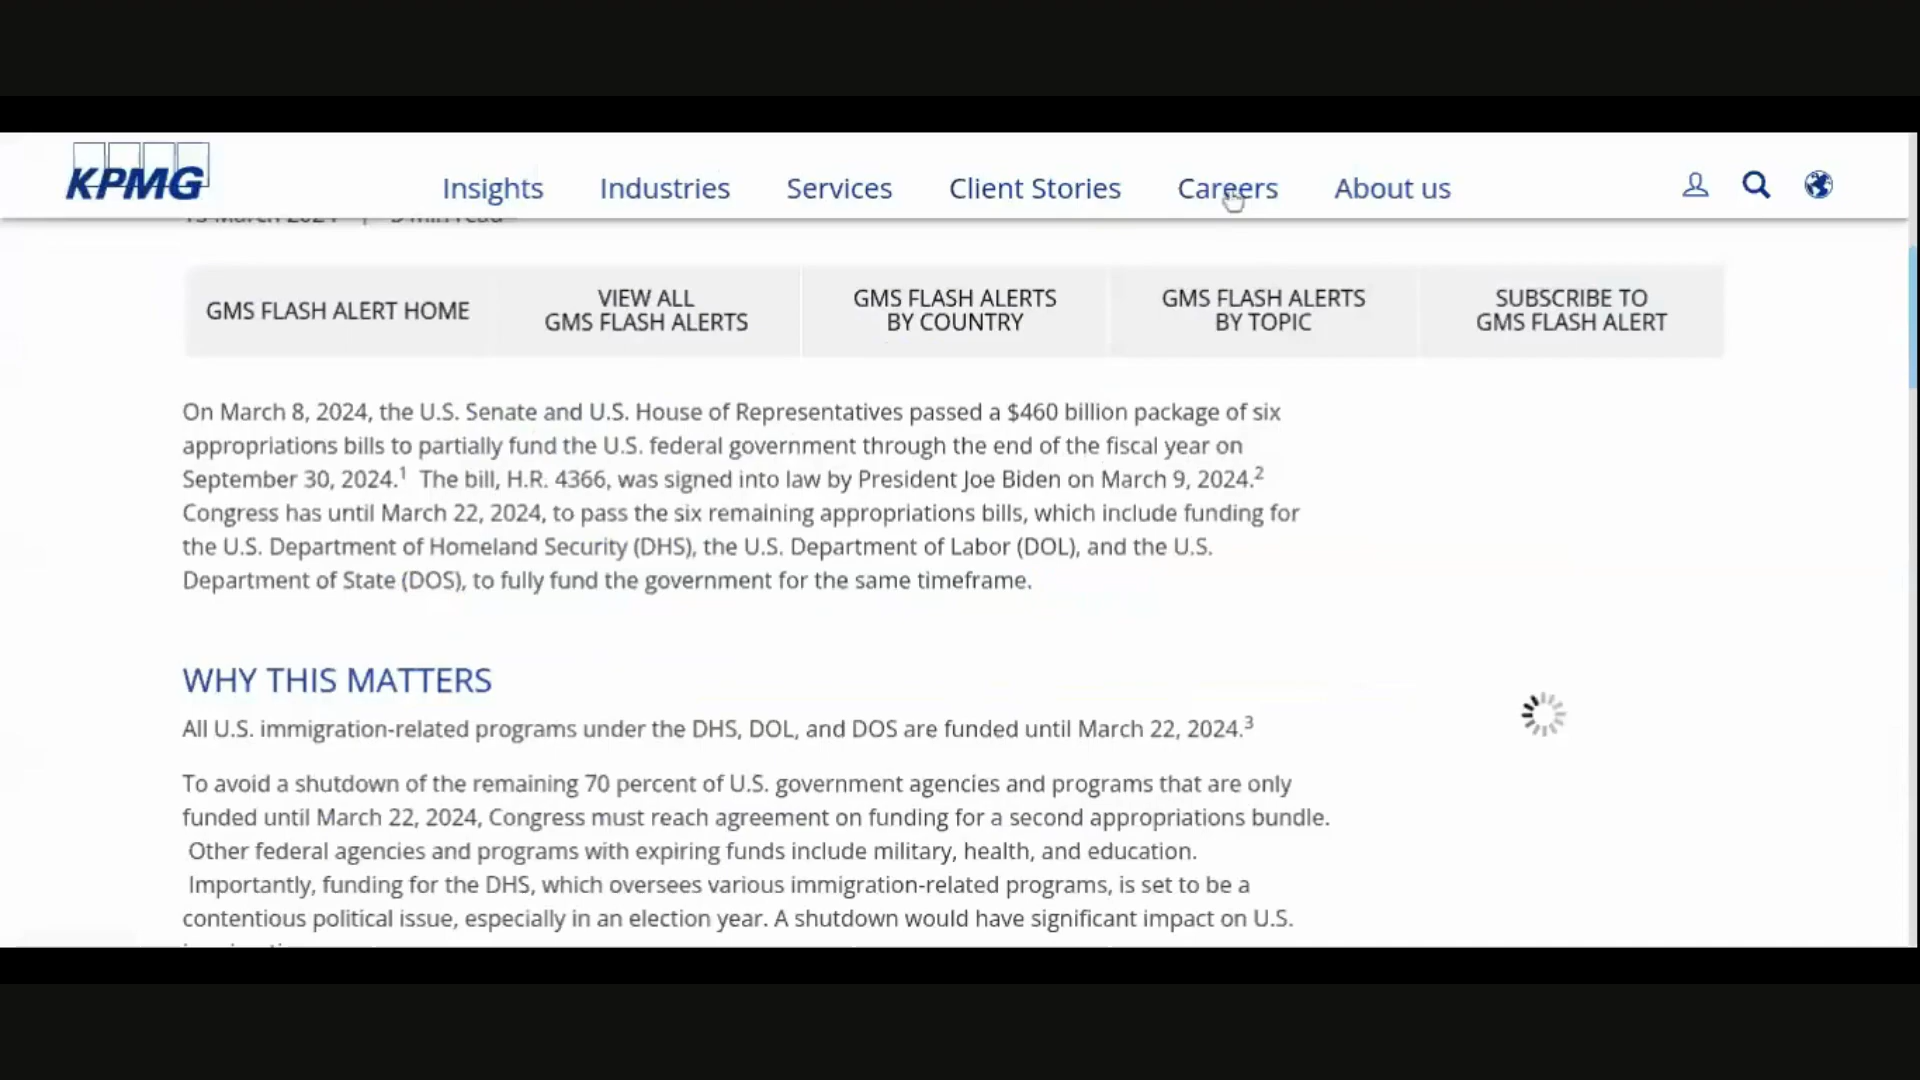 KPMG
Insights Industries Services Client Stories Careers About us
GMS FLASH ALERT HOME
VIEW ALL
GMS FLASH ALERTS
GMS FLASH ALERTS
BY COUNTRY
GMS FLASH ALERTS
BY TOPIC
SUBSCRIBE TO
GMS FLASH ALERT
On March 8, 2024, the U.S. Senate and U.S. House of Representatives passed a $460 billion package of six
appropriations bills to partially fund the U.S. federal government through the end of the fiscal year on
September 30, 2024.1 The bill, H.R. 4366, was signed into law by President Joe Biden on March 9, 2024.2
Congress has until March 22, 2024, to pass the six remaining appropriations bills, which include funding for
the U.S. Department of Homeland Security (DHS), the U.S. Department of Labor (DOL), and the U.S.
Department of State (DOS), to fully fund the government for the same timeframe.
WHY THIS MATTERS
All U.S. immigration-related programs under the DHS, DOL, and DOS are funded until March 22, 2024.3
To avoid a shutdown of the remaining 70 percent of U.S. government agencies and programs that are only
funded until March 22, 2024, Congress must reach agreement on funding for a second appropriations bundle.
Other federal agencies and programs with expiring funds include military, health, and education.
Importantly, funding for the DHS, which oversees various immigration-related programs, is set to be a
contentious political issue, especially in an election year. A shutdown would have significant impact on U.S.